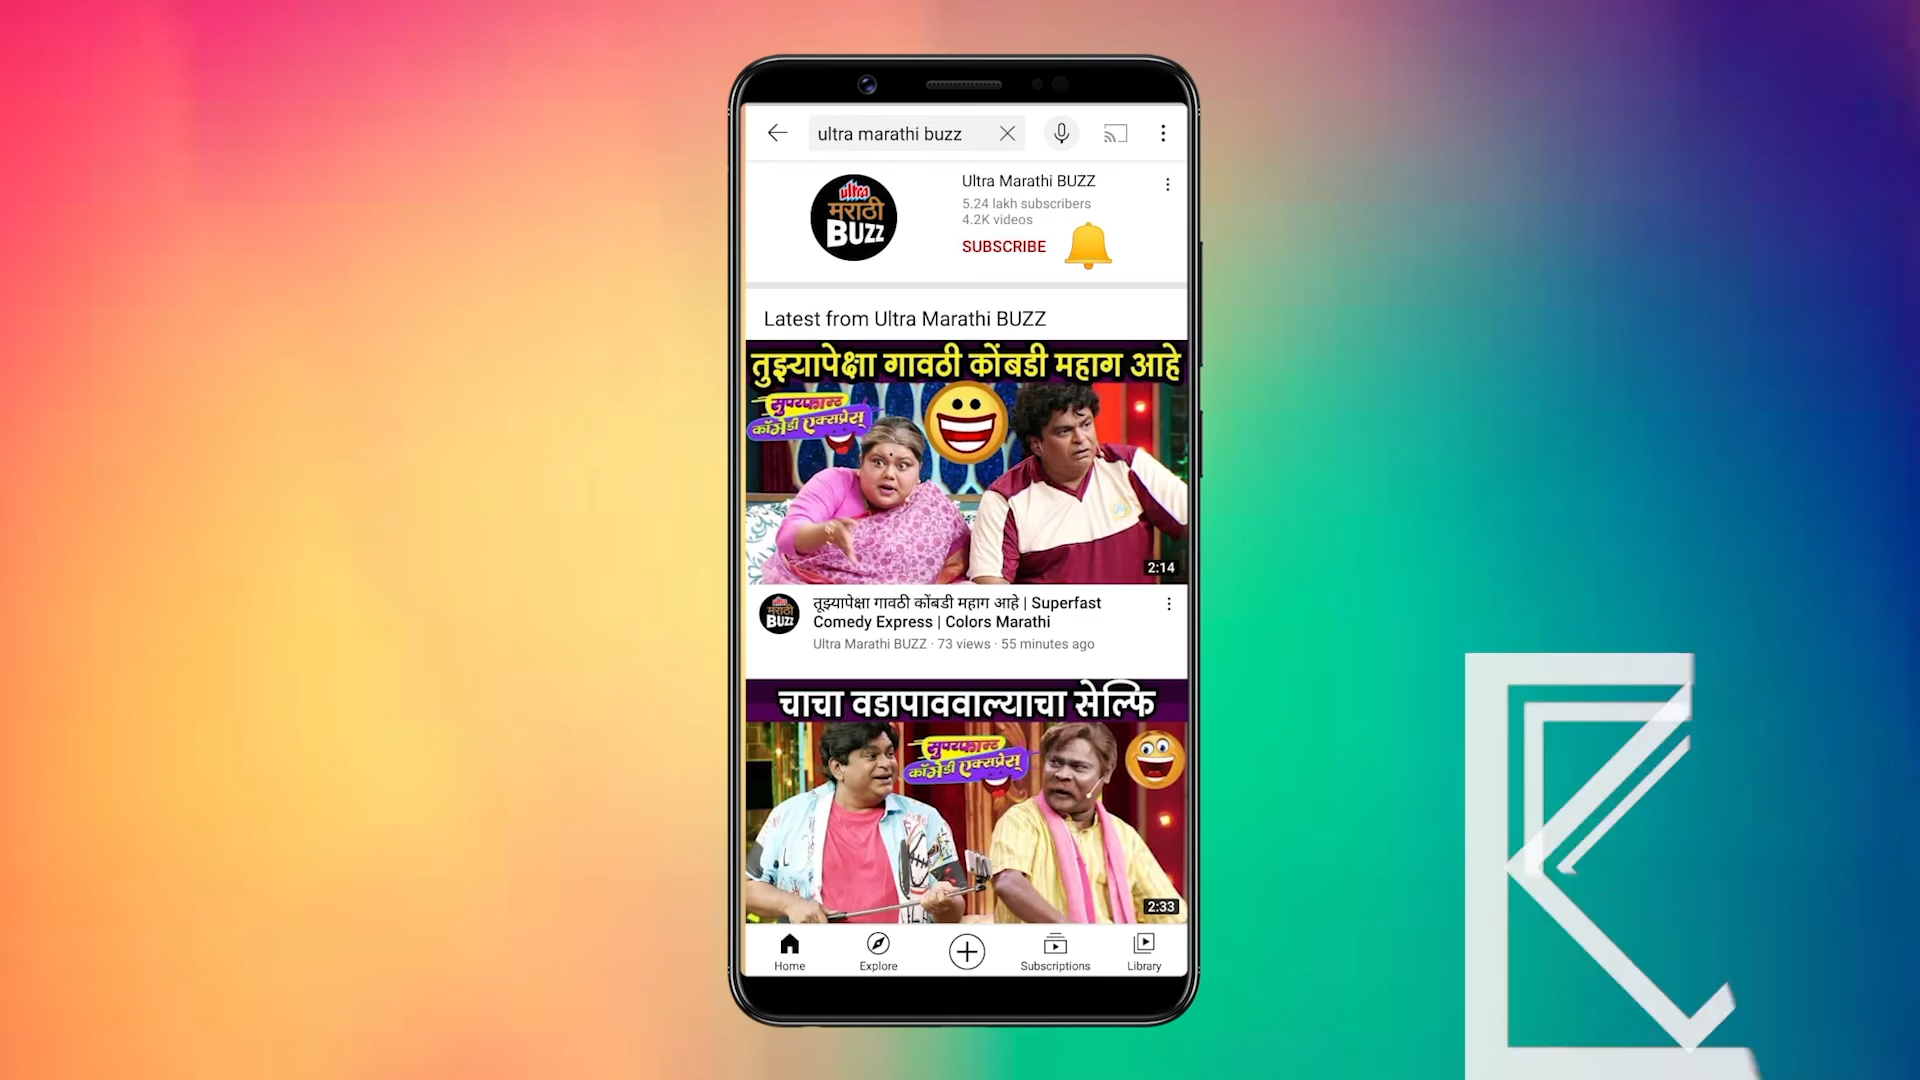 ultra marathi buzz
ultra
मराठी
BUZZ
Ultra Marathi BUZZ
5.24 lakh subscribers
4.2K videos
SUBSCRIBE
Latest from Ultra Marathi BUZZ
तुझ्यापेक्षा गावठी कोंबडी महाग आहे
सुपरफास्ट
कॉमेडी एक्सप्रेस्
2:14
ultra
मराठी
BUZZ
तूझ्यापेक्षा गावठी कोंबडी महाग आहे | Superfast
Comedy Express | Colors Marathi
Ultra Marathi BUZZ · 73 views · 55 minutes ago
चाचा वडापाववाल्याचा सेल्फि
सुपरफास्ट
कॉमेडी एक्सप्रेस्
2:33
Home
Explore
Subscriptions
Library